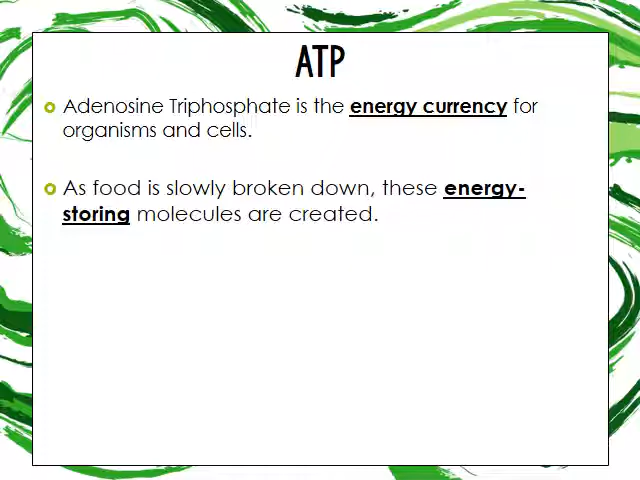 ATP
Adenosine Triphosphate is the energy currency for
organisms and cells.
As food is slowly broken down, these energy-
storing molecules are created.